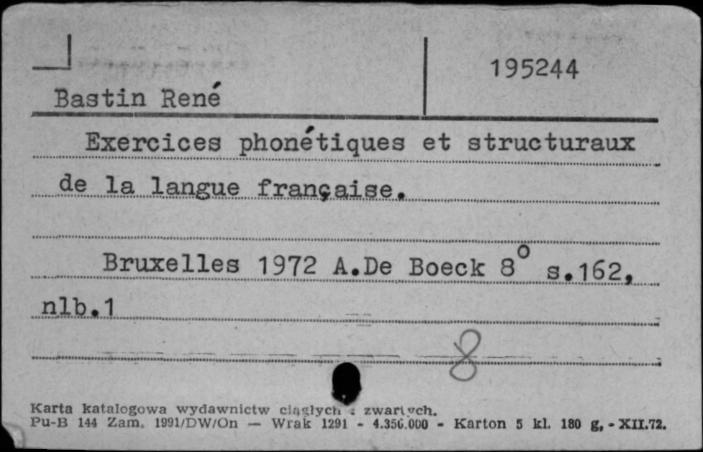 195244
Bastin René
Exercices phonétiques et structuraux
de la langue française.
Bruxelles 1972 A.De Boeck 8° s.162,
nlb.1
8
Karta katalogowa wydawnictw ciągłych i zwartych.
Pu-B 144 Zam. 1991/DW/On — Wrak 1291 - 4.350.000 - Karton 5 kl. 180 g, - XII.72.